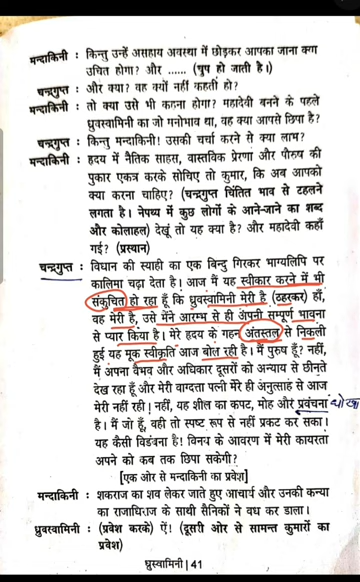 मन्दाकिनी : किन्तु उन्हें असहाय अवस्था में छोड़कर आपका जाना क्या
उचित होगा? और ...... (चुप हो जाती है।)
चन्द्रगुप्त : और क्या? वह क्यों नहीं कहती हो?
मन्दाकिनी : तो क्या उसे भी कहना होगा? महादेवी बनने के पहले
ध्रुवस्वामिनी का जो मनोभाव था, वह क्या आपसे छिपा है?
चन्द्रगुप्त : किन्तु मन्दाकिनी! उसकी चर्चा करने से क्या लाभ?
मन्दाकिनी : हृदय में नैतिक साहस, वास्तविक प्रेरणा और पौरुष की
पुकार एकत्र करके सोचिए तो कुमार, कि अब आपको
क्या करना चाहिए? (चन्द्रगुप्त चिंतित भाव से टहलने
लगता है। नेपथ्य में कुछ लोगों के आने-जाने का शब्द
और कोलाहल) देखूं तो यह क्या है? और महादेवी कहाँ
गईं? (प्रस्थान)
चन्द्रगुप्त : विधान की स्याही का एक बिन्दु गिरकर भाग्यलिपि पर
कालिमा चढ़ा देता है। आज मैं यह स्वीकार करने में भी
संकुचित हो रहा हूँ कि ध्रुवस्वामिनी मेरी है (ठहरकर) हाँ,
वह मेरी है, उसे मैंने आरम्भ से ही अपनी सम्पूर्ण भावना
से प्यार किया है। मेरे हृदय के गहन अंतस्तल से निकली
हुई यह मूक स्वीकृति आज बोल रही है। मैं पुरुष हूँ? नहीं,
मैं अपना वैभव और अधिकार दूसरों को अन्याय से छीनते
देख रहा हूँ और मेरी वाग्दत्ता पत्नी मेरे ही अनुत्साह से आज
मेरी नहीं रही। नहीं, यह शील का कपट, मोह और प्रवंचना धोखा
है। मैं जो हूँ, वही तो स्पष्ट रूप से नहीं प्रकट कर सका।
यह कैसी विडंबना है! विनय के आवरण में मेरी कायरता
अपने को कब तक छिपा सकेगी?
[एक ओर से मन्दाकिनी का प्रवेश]
मन्दाकिनी : शकराज का शव लेकर जाते हुए आचार्य और उनकी कन्या
का राजाधिराज के साथी सैनिकों ने वध कर डाला।
ध्रुवस्वामिनी : (प्रवेश करके) ऐं! (दूसरी ओर से सामन्त कुमारों का
प्रवेश)
ध्रुस्वामिनी | 41